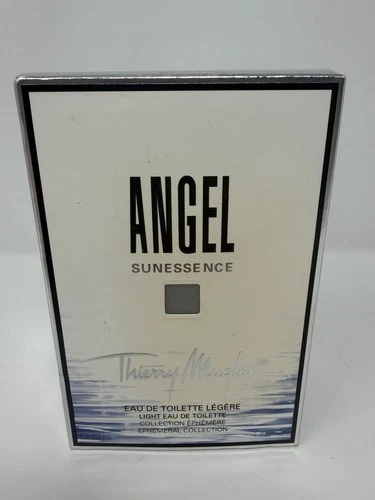 ANGEL
SUNESSENCE
Thierry Mugler
EAU DE TOILETTE LÉGÈRE
LIGHT EAU DE TOILETTE
COLLECTION ÉPHÉMÈRE
EPHEMERAL COLLECTION